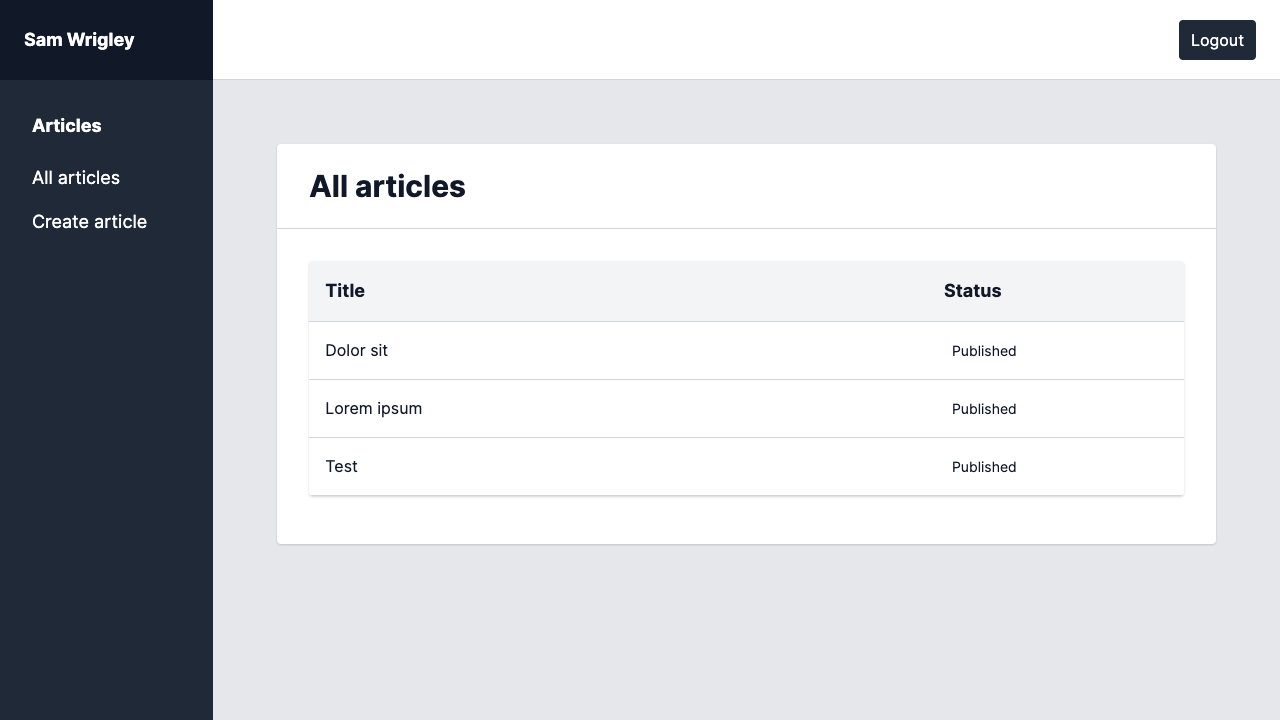 Sam Wrigley
Logout
Articles
All articles
Create article
All articles
Title Status
Dolor sit Published
Lorem ipsum Published
Test Published